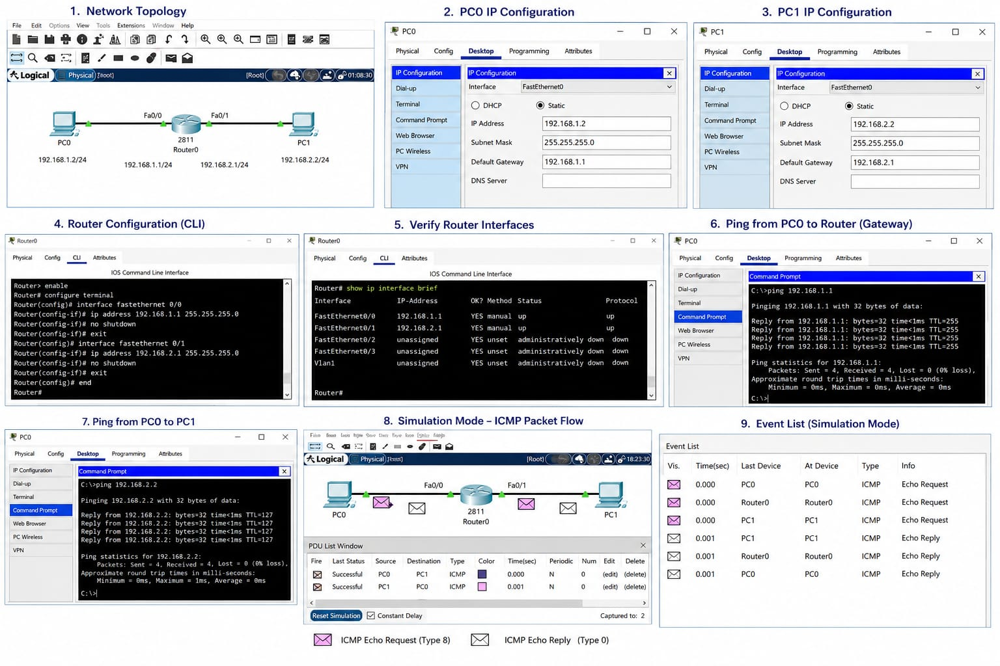 1. Network Topology
File Edit Options View Tools Extensions Window Help
Logical Physical [Root] [Root] 01:08:30
Fa0/0 Fa0/1
PC0 2811 PC1
Router0
192.168.1.2/24 192.168.1.1/24 192.168.2.1/24 192.168.2.2/24
2. PC0 IP Configuration
PC0
Physical Config Desktop Programming Attributes
IP Configuration
Dial-up
Terminal
Command Prompt
Web Browser
PC Wireless
VPN
IP Configuration
Interface FastEthernet0
DHCP Static
IP Address 192.168.1.2
Subnet Mask 255.255.255.0
Default Gateway 192.168.1.1
DNS Server
3. PC1 IP Configuration
PC1
Physical Config Desktop Programming Attributes
IP Configuration
Dial-up
Terminal
Command Prompt
Web Browser
PC Wireless
VPN
IP Configuration
Interface FastEthernet0
DHCP Static
IP Address 192.168.2.2
Subnet Mask 255.255.255.0
Default Gateway 192.168.2.1
DNS Server
4. Router Configuration (CLI)
Router0
Physical Config CLI Attributes
IOS Command Line Interface
Router> enable
Router# configure terminal
Router(config)# interface fastethernet 0/0
Router(config-if)# ip address 192.168.1.1 255.255.255.0
Router(config-if)# no shutdown
Router(config-if)# exit
Router(config)# interface fastethernet 0/1
Router(config-if)# ip address 192.168.2.1 255.255.255.0
Router(config-if)# no shutdown
Router(config-if)# exit
Router(config)# end
Router#
5. Verify Router Interfaces
Router0
Physical Config CLI Attributes
IOS Command Line Interface
Router# show ip interface brief
Interface IP-Address OK? Method Status Protocol
FastEthernet0/0 192.168.1.1 YES manual up up
FastEthernet0/1 192.168.2.1 YES manual up up
FastEthernet0/2 unassigned YES unset administratively down down
FastEthernet0/3 unassigned YES unset administratively down down
Vlan1 unassigned YES unset administratively down down
Router#
6. Ping from PC0 to Router (Gateway)
PC0
Physical Config Desktop Programming Attributes
IP Configuration
Dial-up
Terminal
Command Prompt
Web Browser
PC Wireless
VPN
Command Prompt
C:\>ping 192.168.1.1
Pinging 192.168.1.1 with 32 bytes of data:
Reply from 192.168.1.1: bytes=32 time<1ms TTL=255
Reply from 192.168.1.1: bytes=32 time<1ms TTL=255
Reply from 192.168.1.1: bytes=32 time<1ms TTL=255
Reply from 192.168.1.1: bytes=32 time<1ms TTL=255
Ping statistics for 192.168.1.1:
Packets: Sent = 4, Received = 4, Lost = 0 (0% loss),
Approximate round trip times in milli-seconds:
Minimum = 0ms, Maximum = 0ms, Average = 0ms
C:\>
7. Ping from PC0 to PC1
PC0
Physical Config Desktop Programming Attributes
IP Configuration
Dial-up
Terminal
Command Prompt
Web Browser
PC Wireless
VPN
Command Prompt
C:\>ping 192.168.2.2
Pinging 192.168.2.2 with 32 bytes of data:
Reply from 192.168.2.2: bytes=32 time<1ms TTL=127
Reply from 192.168.2.2: bytes=32 time<1ms TTL=127
Reply from 192.168.2.2: bytes=32 time<1ms TTL=127
Reply from 192.168.2.2: bytes=32 time<1ms TTL=127
Ping statistics for 192.168.2.2:
Packets: Sent = 4, Received = 4, Lost = 0 (0% loss),
Approximate round trip times in milli-seconds:
Minimum = 0ms, Maximum = 1ms, Average = 0ms
C:\>
8. Simulation Mode – ICMP Packet Flow
Logical Physical [Root] 18:23:30
Fa0/0 Fa0/1
PC0 2811 PC1
Router0
PDU List Window
Fire Last Status Source Destination Type Color Time(sec) Periodic Num Edit Delete
Successful PC0 PC1 ICMP 0.000 N 0 (edit) (delete)
Successful PC1 PC0 ICMP 0.001 N 0 (edit) (delete)
Reset Simulation Constant Delay Captured to: 2
ICMP Echo Request (Type 8) ICMP Echo Reply (Type 0)
9. Event List (Simulation Mode)
Event List
Vis. Time(sec) Last Device At Device Type Info
0.000 PC0 PC0 ICMP Echo Request
0.000 Router0 Router0 ICMP Echo Request
0.000 PC1 PC1 ICMP Echo Request
0.001 PC1 PC1 ICMP Echo Reply
0.001 Router0 Router0 ICMP Echo Reply
0.001 PC0 PC0 ICMP Echo Reply